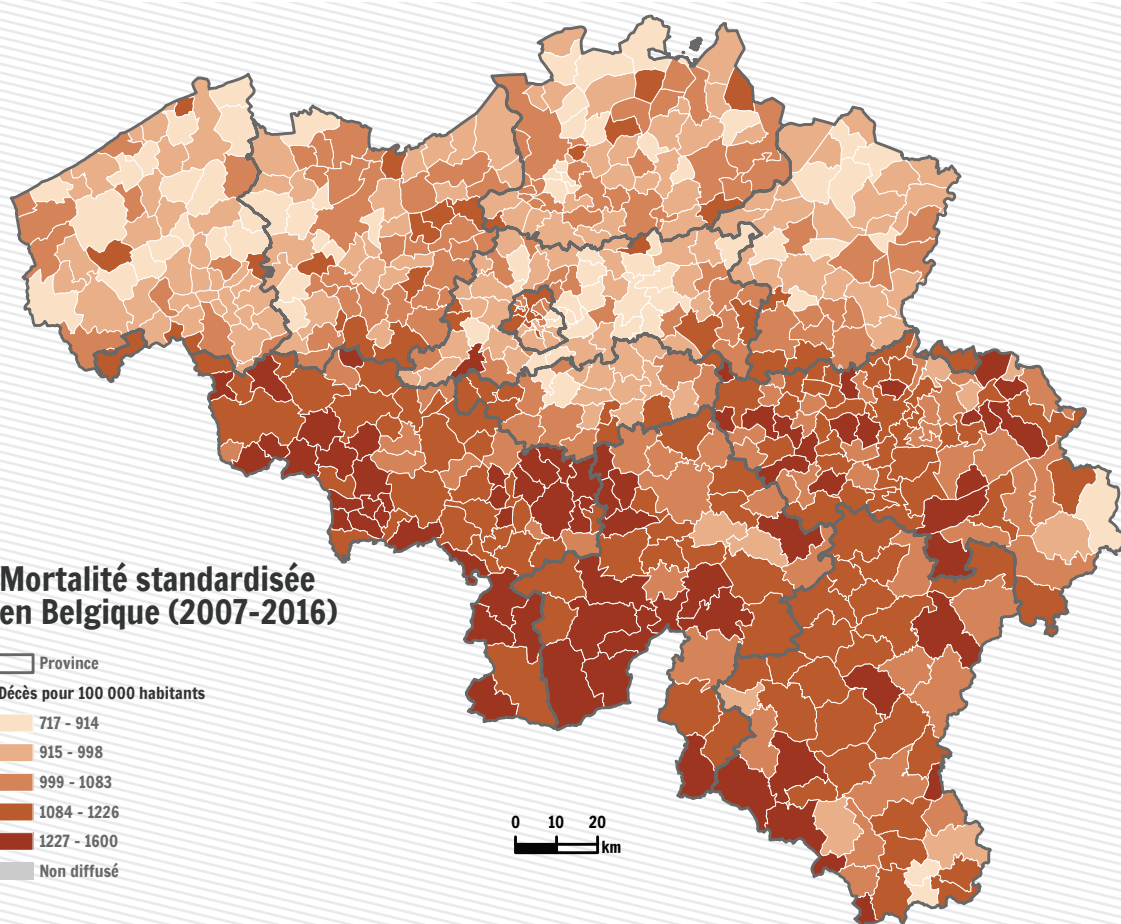 Mortalité standardisée
en Belgique (2007-2016)
Province
Décès pour 100 000 habitants
717 - 914
915 - 998
999 - 1083
1084 - 1226
1227 - 1600
Non diffusé
0 10 20
km